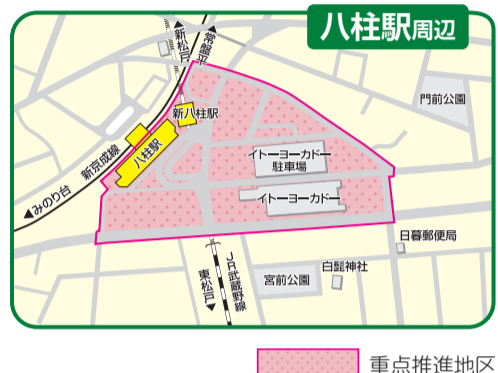 八柱駅周辺
新松戸▲
常盤平▲
門前公園
新八柱駅
八柱駅
新京成線
◀みのり台
イトーヨーカドー
駐車場
イトーヨーカドー
日暮郵便局
白髭神社
宮前公園
JR武蔵野線
東松戸▼
重点推進地区